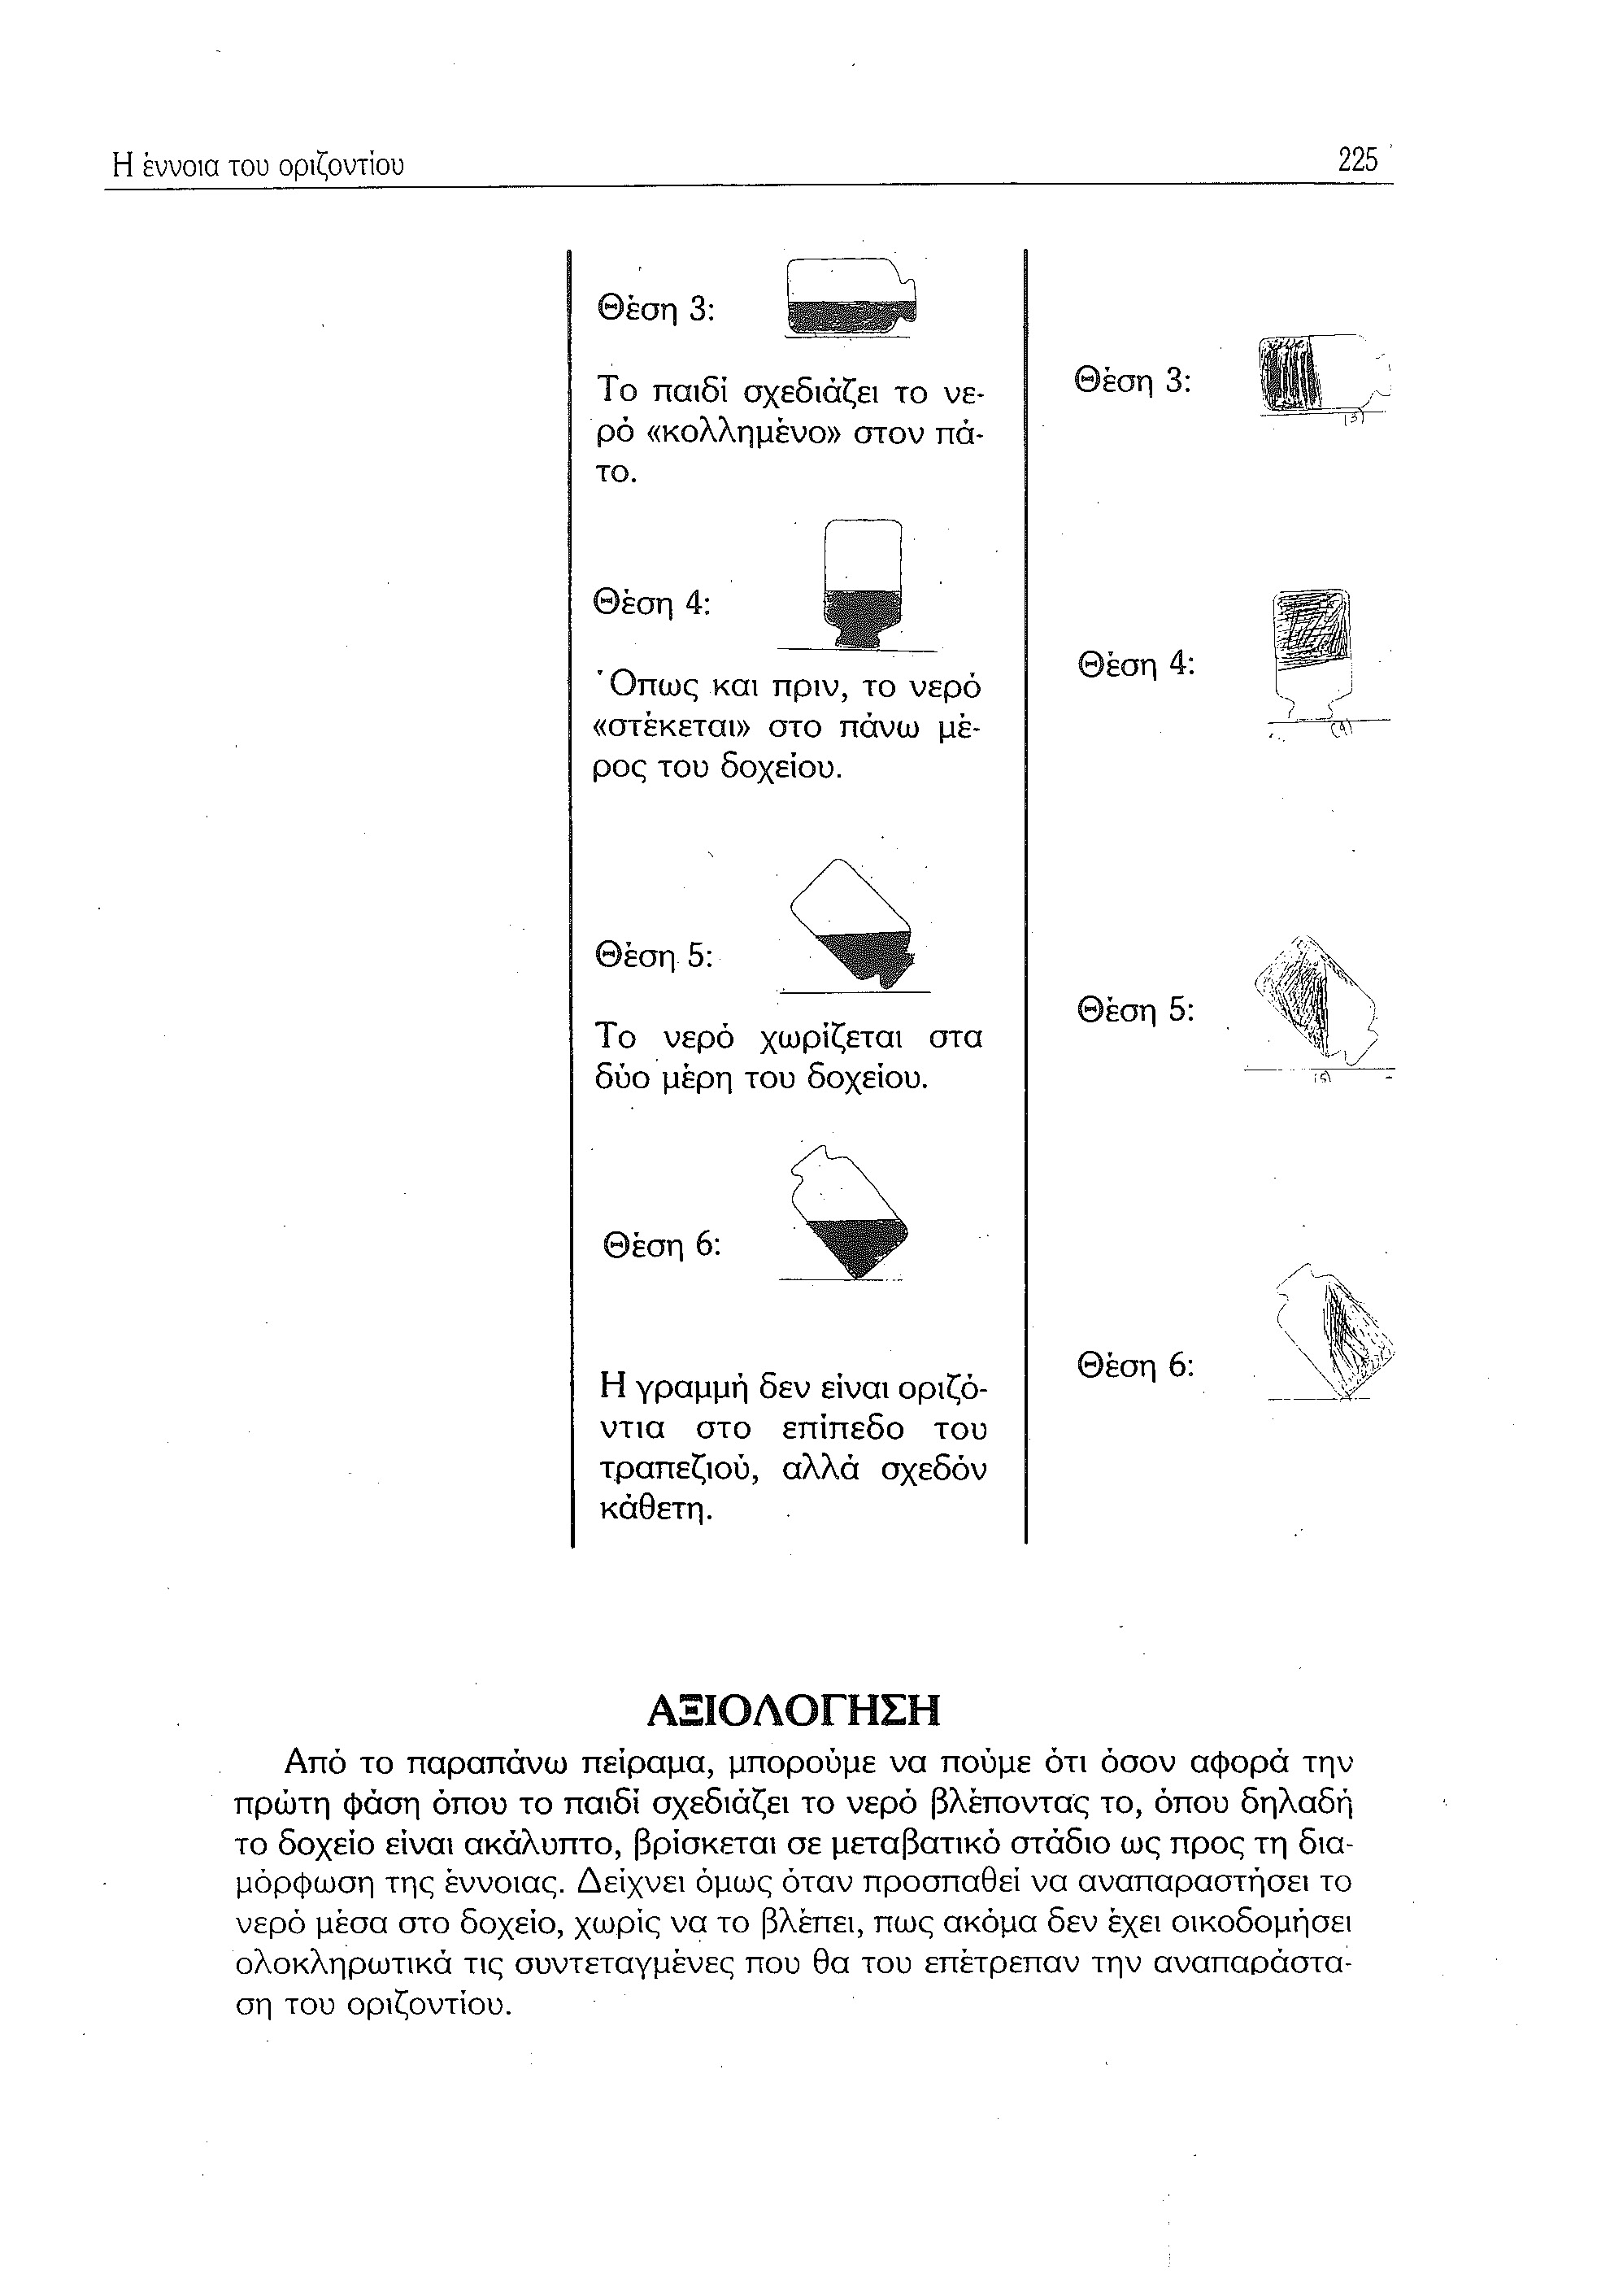 Η έννοια του οριζοντίου
225
Θέση 3:
Το παιδί σχεδιάζει το νε-
ρό «κολλημένο» στον πά-
το.
Θέση 4:
Όπως και πριν, το νερό
«στέκεται» στο πάνω μέ-
ρος του δοχείου.
Θέση 5:
Το νερό χωρίζεται στα
δύο μέρη του δοχείου.
Θέση 6:
Η γραμμή δεν είναι οριζό-
ντια στο επίπεδο του
τραπεζιού, αλλά σχεδόν
κάθετη.
Θέση 3:
(3)
Θέση 4:
(4)
Θέση 5:
(5)
Θέση 6:
ΑΞΙΟΛΟΓΗΣΗ
Από το παραπάνω πείραμα, μπορούμε να πούμε ότι όσον αφορά την
πρώτη φάση όπου το παιδί σχεδιάζει το νερό βλέποντας το, όπου δηλαδή
το δοχείο είναι ακάλυπτο, βρίσκεται σε μεταβατικό στάδιο ως προς τη δια-
μόρφωση της έννοιας. Δείχνει όμως όταν προσπαθεί να αναπαραστήσει το
νερό μέσα στο δοχείο, χωρίς να το βλέπει, πως ακόμα δεν έχει οικοδομήσει
ολοκληρωτικά τις συντεταγμένες που θα του επέτρεπαν την αναπαράστα-
ση του οριζοντίου.